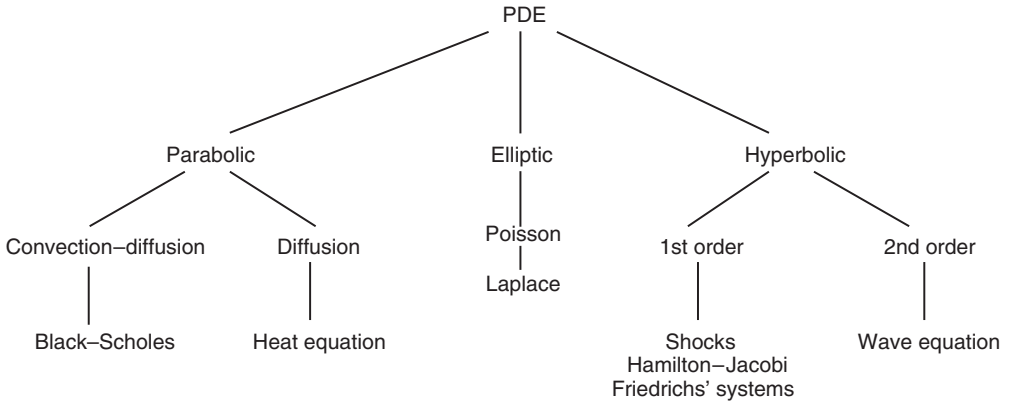 PDE
Parabolic
Elliptic
Hyperbolic
Convection–diffusion
Diffusion
Poisson
1st order
2nd order
Laplace
Black–Scholes
Heat equation
Shocks
Wave equation
Hamilton–Jacobi
Friedrichs' systems